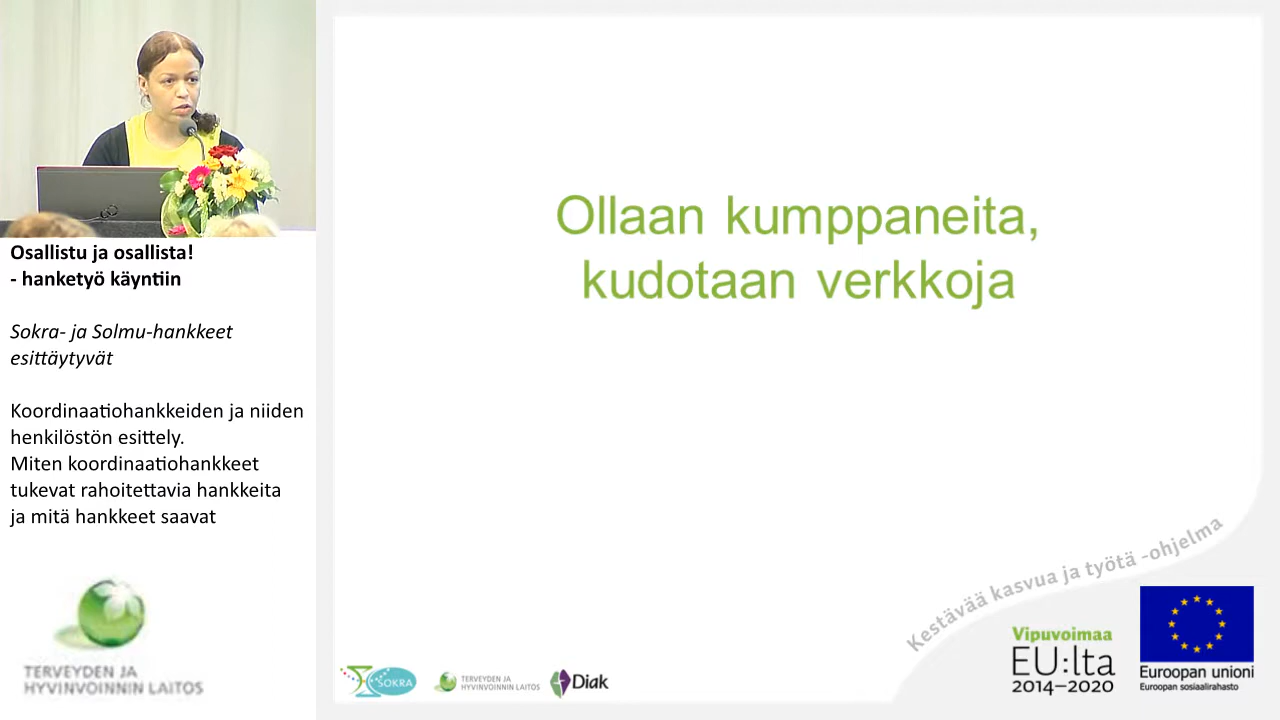 Osallistu ja osallista!
- hanketyö käyntiin
Sokra- ja Solmu-hankkeet
esittäytyvät
Koordinaatiohankkeiden ja niiden
henkilöstön esittely.
Miten koordinaatiohankkeet
tukevat rahoitettavia hankkeita
ja mitä hankkeet saavat
TERVEYDEN JA
HYVINVOINNIN LAITOS
Ollaan kumppaneita,
kudotaan verkkoja
Kestävää kasvua ja työtä -ohjelma
SOKRA
TERVEYDEN JA
HYVINVOINNIN LAITOS
Diak
Vipuvoimaa
EU:lta
2014–2020
Euroopan unioni
Euroopan sosiaalirahasto